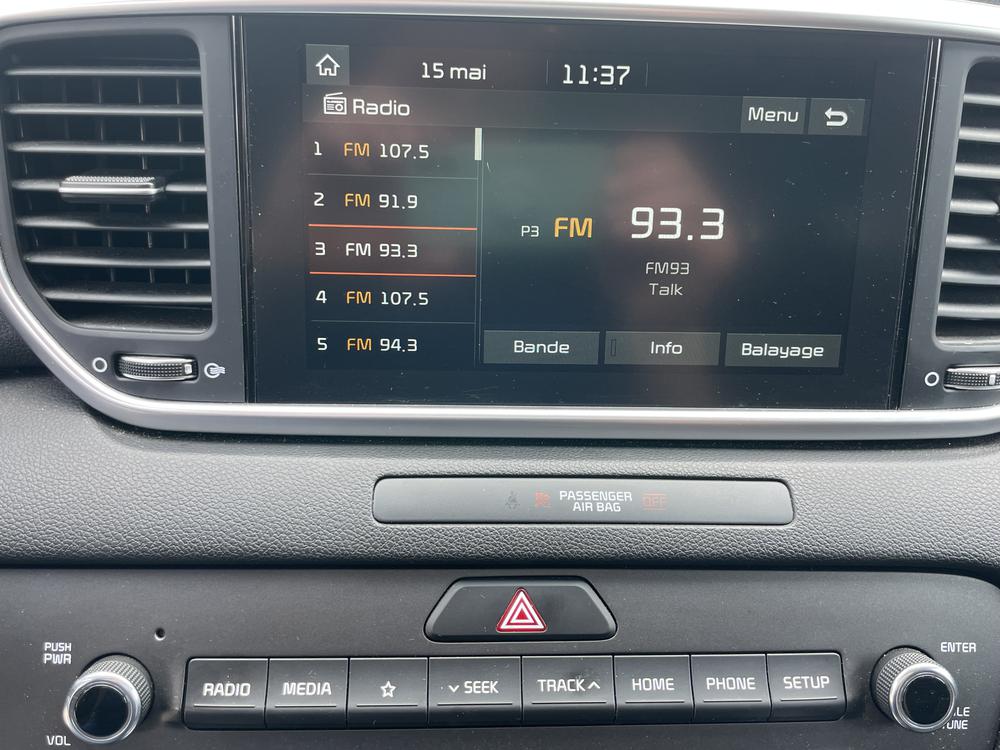 15 mai 11:37
Radio
Menu
1 FM 107.5
2 FM 91.9
3 FM 93.3
4 FM 107.5
5 FM 94.3
P3 FM 93.3
FM93
Talk
Bande Info Balayage
PASSENGER
AIR BAG OFF
PUSH
PWR
VOL
RADIO MEDIA SEEK TRACK HOME PHONE SETUP
ENTER